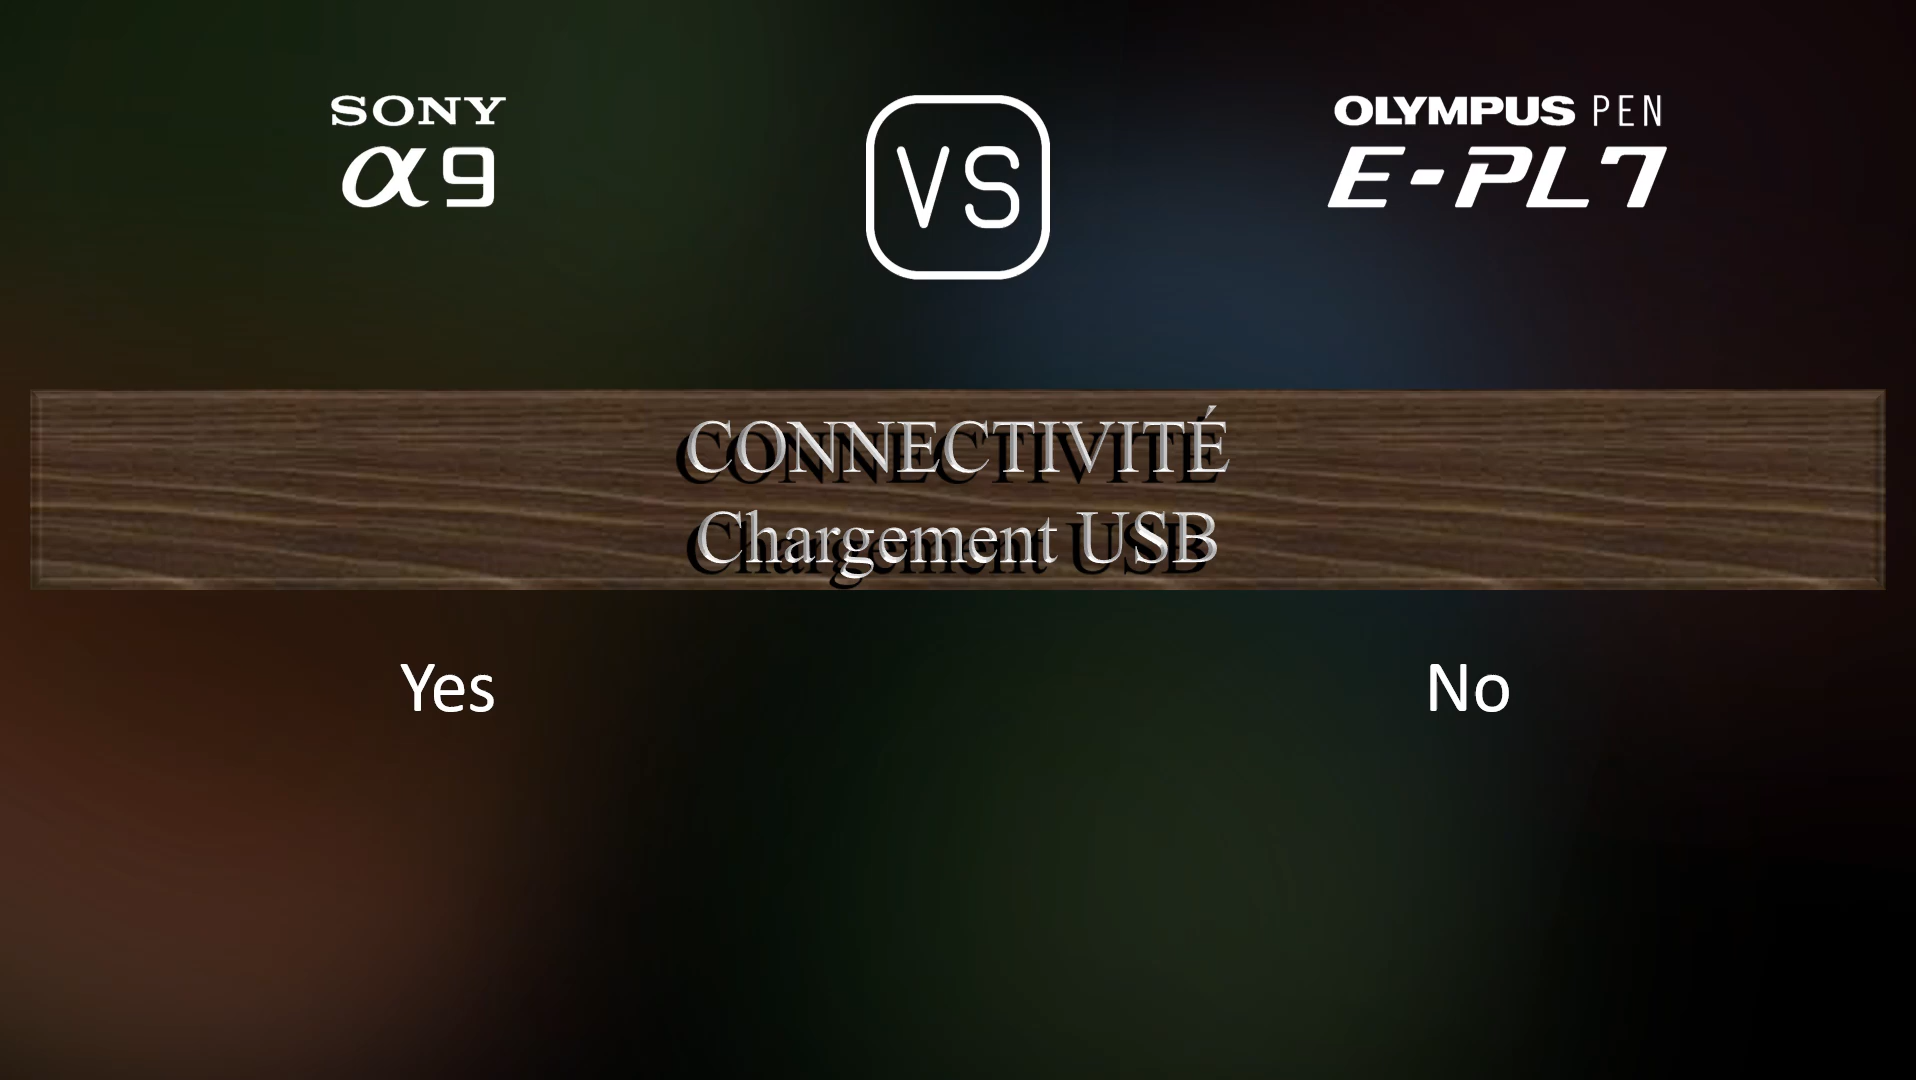 SONY
α9
VS
OLYMPUS PEN
E-PL7
CONNECTIVITÉ
Chargement USB
Yes
No